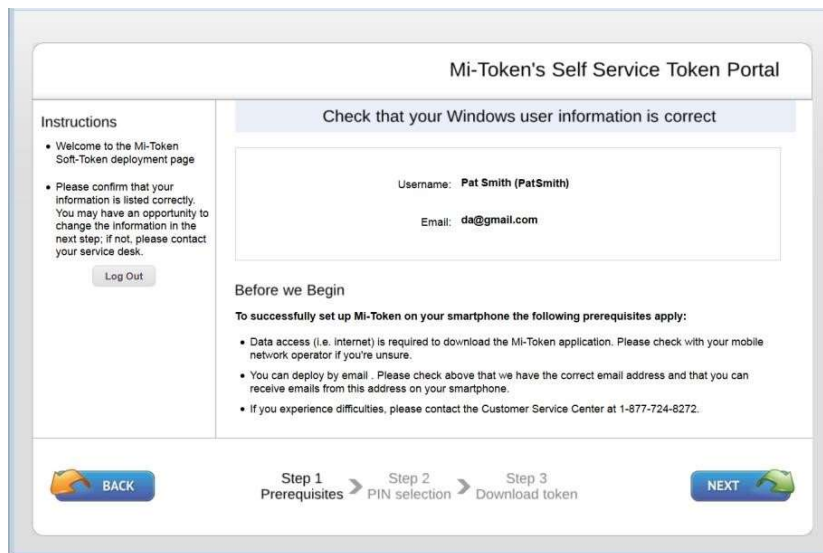 Mi-Token's Self Service Token Portal
Instructions
• Welcome to the Mi-Token
Soft-Token deployment page
• Please confirm that your
information is listed correctly.
You may have an opportunity to
change the information in the
next step; if not, please contact
your service desk.
Log Out
Check that your Windows user information is correct
Username: Pat Smith (PatSmith)
Email: da@gmail.com
Before we Begin
To successfully set up Mi-Token on your smartphone the following prerequisites apply:
• Data access (i.e. internet) is required to download the Mi-Token application. Please check with your mobile
network operator if you're unsure.
• You can deploy by email . Please check above that we have the correct email address and that you can
receive emails from this address on your smartphone.
• If you experience difficulties, please contact the Customer Service Center at 1-877-724-8272.
BACK
Step 1
Prerequisites
Step 2
PIN selection
Step 3
Download token
NEXT